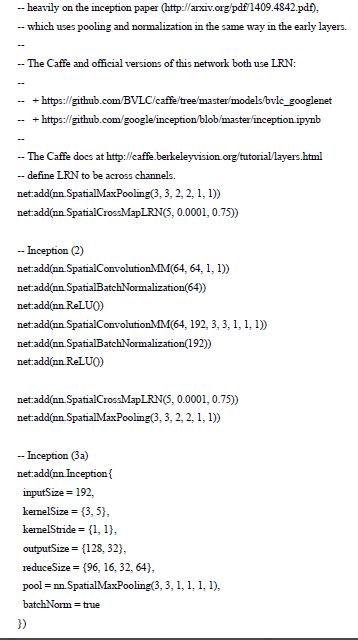 -- heavily on the inception paper (http://arxiv.org/pdf/1409.4842.pdf),
-- which uses pooling and normalization in the same way in the early layers.
--
-- The Caffe and official versions of this network both use LRN:
--
-- + https://github.com/BVLC/caffe/tree/master/models/bvlc_googlenet
-- + https://github.com/google/inception/blob/master/inception.ipynb
--
-- The Caffe docs at http://caffe.berkeleyvision.org/tutorial/layers.html
-- define LRN to be across channels.
net:add(nn.SpatialMaxPooling(3, 3, 2, 2, 1, 1))
net:add(nn.SpatialCrossMapLRN(5, 0.0001, 0.75))
-- Inception (2)
net:add(nn.SpatialConvolutionMM(64, 64, 1, 1))
net:add(nn.SpatialBatchNormalization(64))
net:add(nn.ReLU())
net:add(nn.SpatialConvolutionMM(64, 192, 3, 3, 1, 1, 1))
net:add(nn.SpatialBatchNormalization(192))
net:add(nn.ReLU())
net:add(nn.SpatialCrossMapLRN(5, 0.0001, 0.75))
net:add(nn.SpatialMaxPooling(3, 3, 2, 2, 1, 1))
-- Inception (3a)
net:add(nn.Inception{
inputSize = 192,
kernelSize = {3, 5},
kernelStride = {1, 1},
outputSize = {128, 32},
reduceSize = {96, 16, 32, 64},
pool = nn.SpatialMaxPooling(3, 3, 1, 1, 1, 1),
batchNorm = true
})